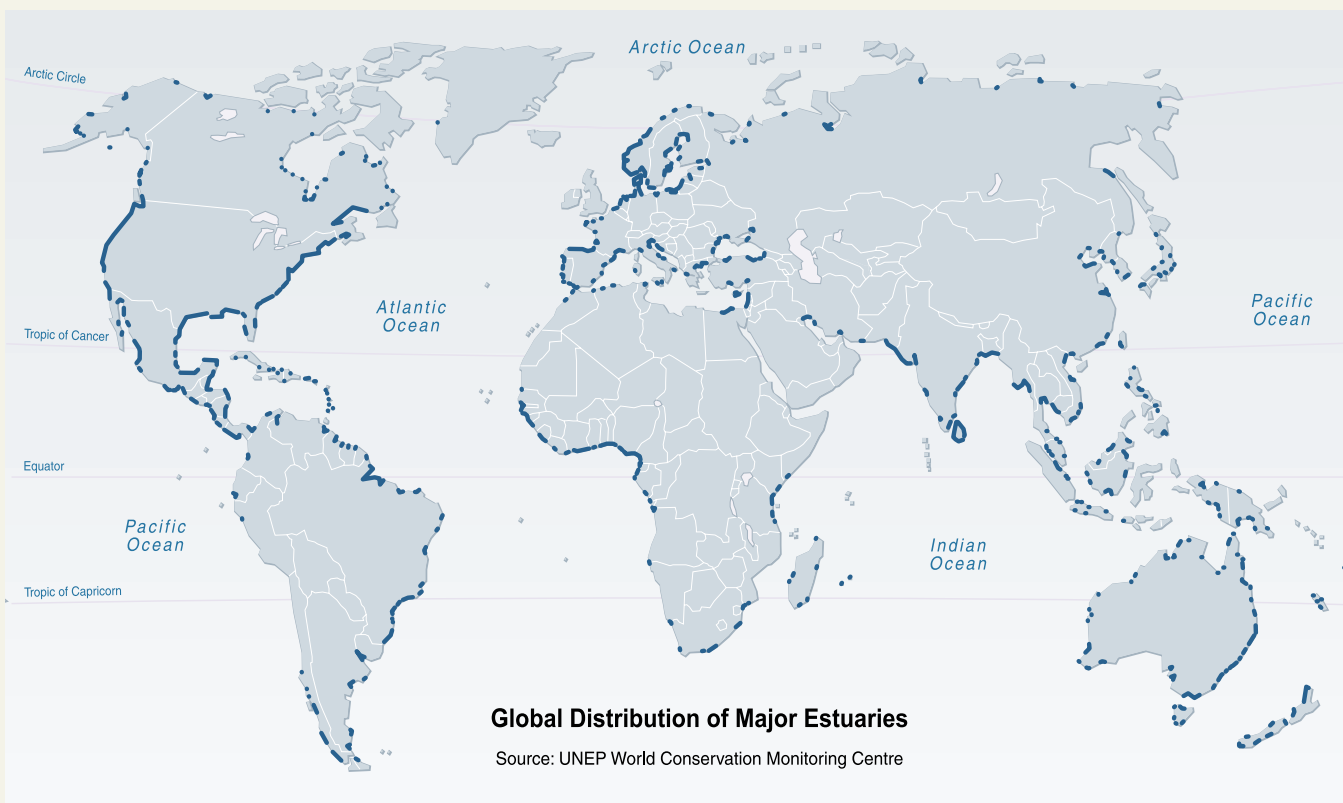 Arctic Ocean
Arctic Circle
Atlantic
Ocean
Pacific
Ocean
Tropic of Cancer
Equator
Pacific
Ocean
Indian
Ocean
Tropic of Capricorn
Global Distribution of Major Estuaries
Source: UNEP World Conservation Monitoring Centre